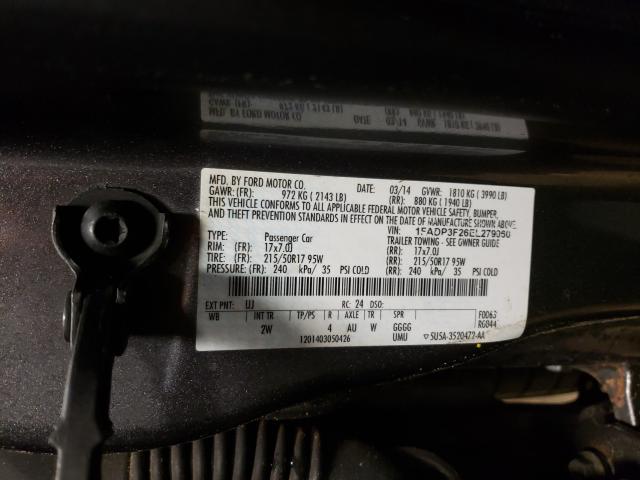 MFD. BY FORD MOTOR CO. DATE: 03/14 GVWR: 1810 KG ( 3990 LB)
GAWR: (FR): 972 KG ( 2143 LB) (RR): 880 KG ( 1940 LB)
THIS VEHICLE CONFORMS TO ALL APPLICABLE FEDERAL MOTOR VEHICLE SAFETY, BUMPER,
AND THEFT PREVENTION STANDARDS IN EFFECT ON THE DATE OF MANUFACTURE SHOWN ABOVE.
VIN: 1FADP3F26EL279050
TYPE: Passenger Car TRAILER TOWING - SEE OWNER GUIDE
RIM: (FR): 17x7.0J (RR): 17x7.0J
TIRE: (FR): 215/50R17 95W (RR): 215/50R17 95W
PRESSURE: (FR): 240 kPa/ 35 PSI COLD (RR): 240 kPa/ 35 PSI COLD
EXT PNT: UJ RC: 24 DSO: F0063
WB INT TR TP/PS R AXLE TR SPR R6044
2W 4 AU W GGGG
1201403050426 UMU 5U5A-3520472-AA